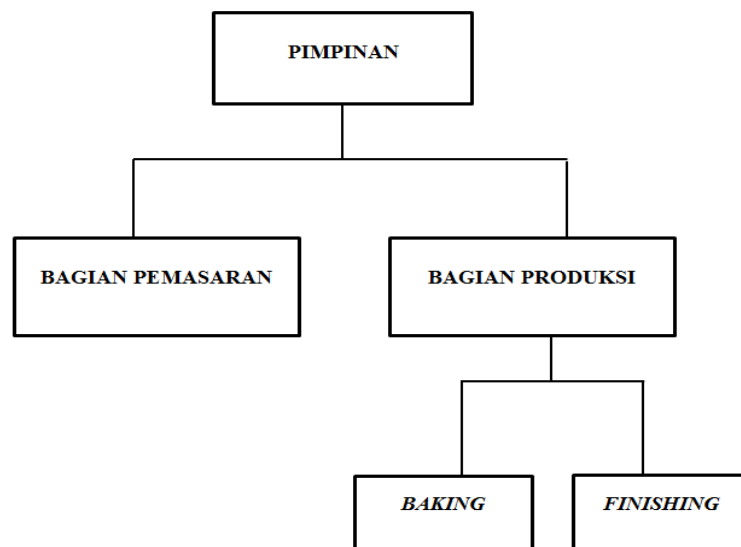 PIMPINAN
BAGIAN PEMASARAN
BAGIAN PRODUKSI
BAKING
FINISHING